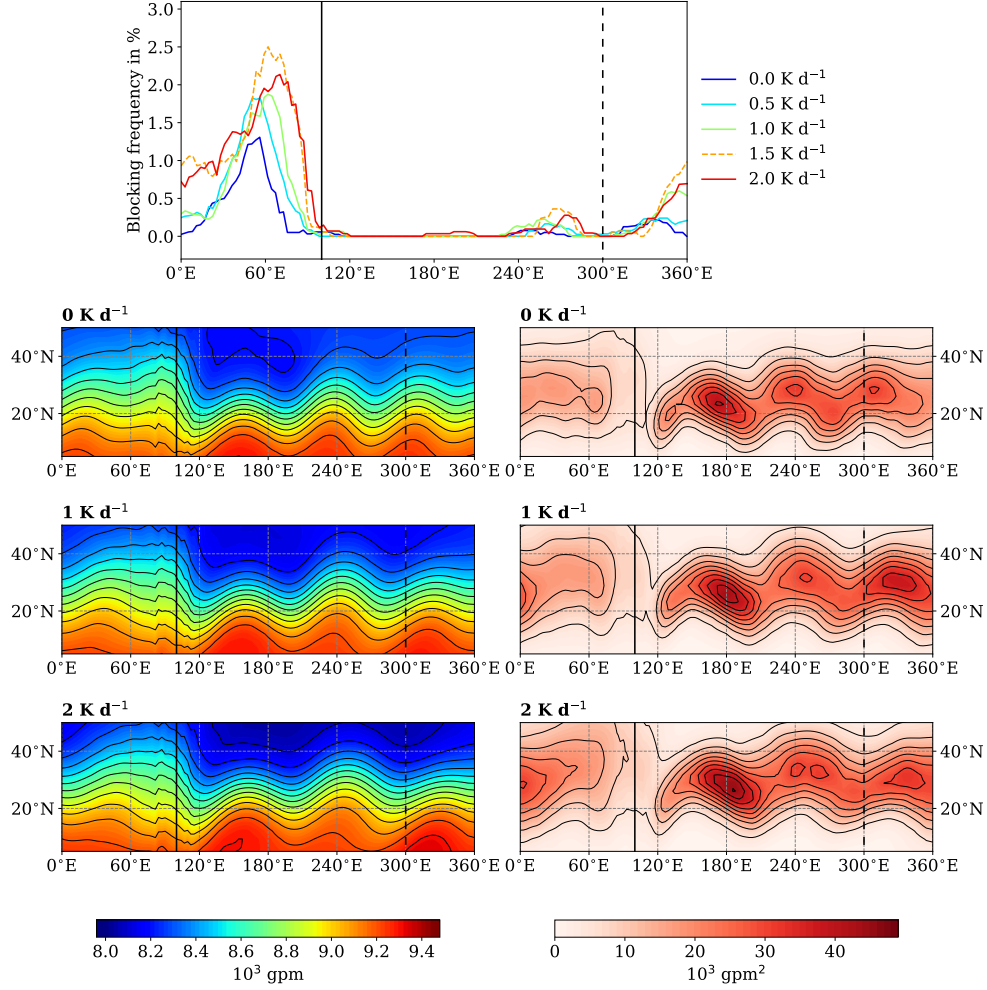 Blocking frequency in %
3.0
2.5
2.0
1.5
1.0
0.5
0.0
0°E 60°E 120°E 180°E 240°E 300°E 360°E
0.0 K d⁻¹
0.5 K d⁻¹
1.0 K d⁻¹
1.5 K d⁻¹
2.0 K d⁻¹
0 K d⁻¹
40°N
20°N
0°E 60°E 120°E 180°E 240°E 300°E 360°E
0 K d⁻¹
40°N
20°N
0°E 60°E 120°E 180°E 240°E 300°E 360°E
1 K d⁻¹
40°N
20°N
0°E 60°E 120°E 180°E 240°E 300°E 360°E
1 K d⁻¹
40°N
20°N
0°E 60°E 120°E 180°E 240°E 300°E 360°E
2 K d⁻¹
40°N
20°N
0°E 60°E 120°E 180°E 240°E 300°E 360°E
2 K d⁻¹
40°N
20°N
0°E 60°E 120°E 180°E 240°E 300°E 360°E
8.0 8.2 8.4 8.6 8.8 9.0 9.2 9.4
10³ gpm
0 10 20 30 40
10³ gpm²